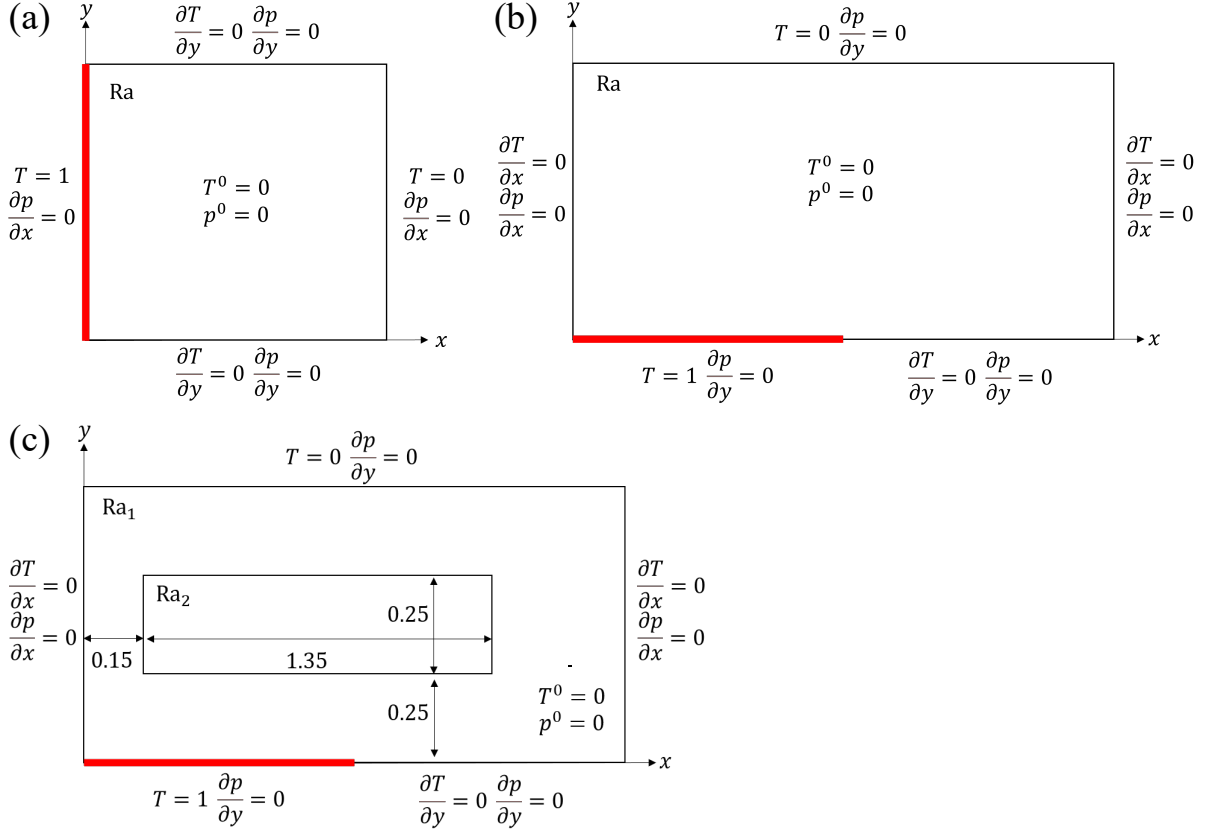 (a)
y
∂T/∂y = 0 ∂p/∂y = 0
Ra
T = 1
∂p/∂x = 0
T⁰ = 0
p⁰ = 0
T = 0
∂p/∂x = 0
x
∂T/∂y = 0 ∂p/∂y = 0
(b)
y
T = 0 ∂p/∂y = 0
Ra
∂T/∂x = 0
∂p/∂x = 0
T⁰ = 0
p⁰ = 0
∂T/∂x = 0
∂p/∂x = 0
x
T = 1 ∂p/∂y = 0
∂T/∂y = 0 ∂p/∂y = 0
(c)
y
T = 0 ∂p/∂y = 0
Ra₁
∂T/∂x = 0
∂p/∂x = 0
Ra₂
0.25
0.15
1.35
0.25
T⁰ = 0
p⁰ = 0
∂T/∂x = 0
∂p/∂x = 0
x
T = 1 ∂p/∂y = 0
∂T/∂y = 0 ∂p/∂y = 0